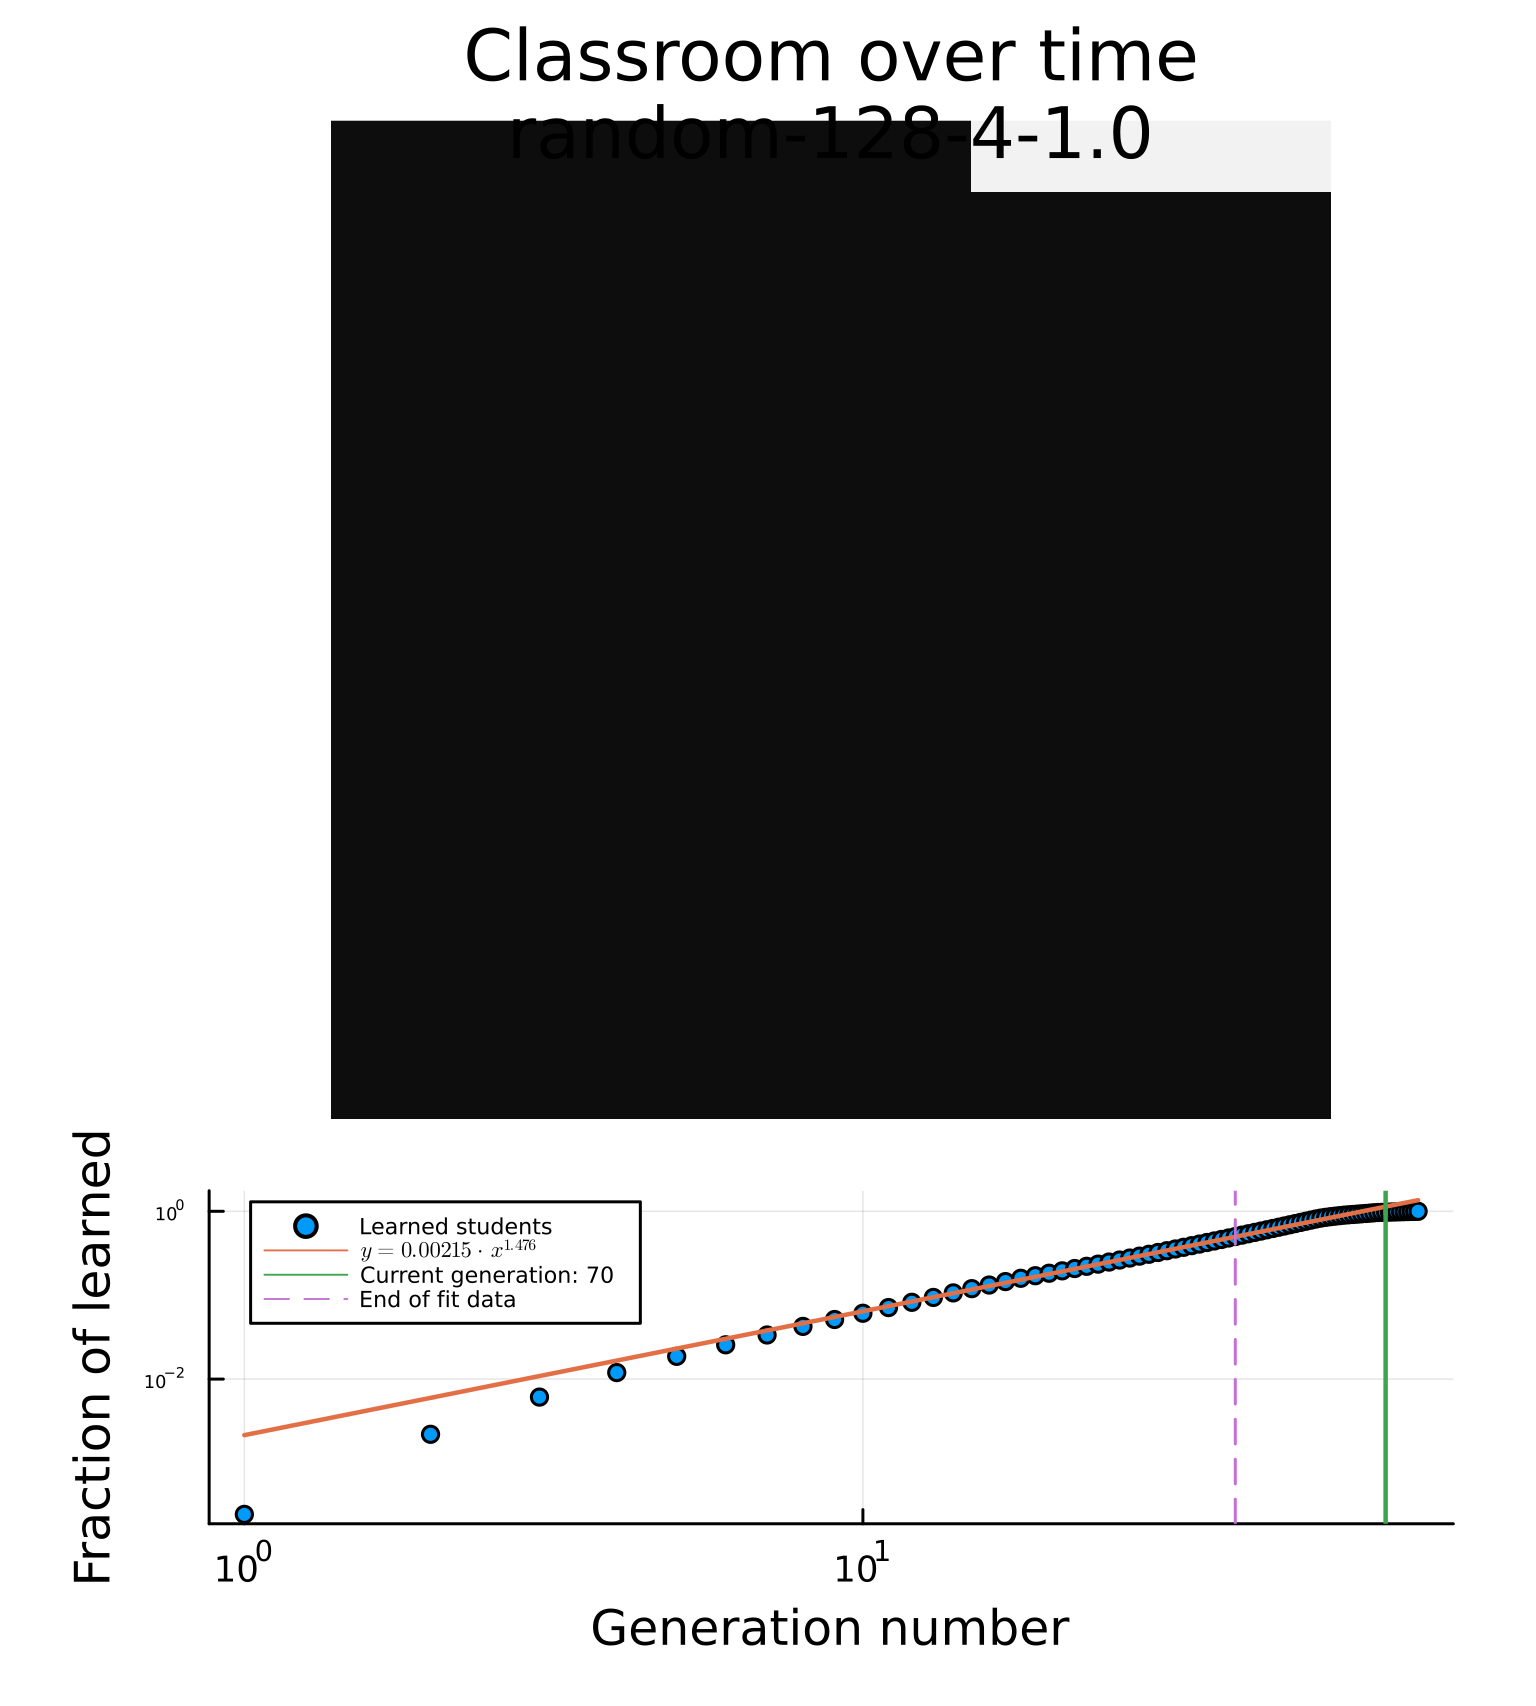 Classroom over time
random-128-4-1.0
Fraction of learned
10⁰
10⁻²
Learned students
y = 0.00215 · x^1.476
Current generation: 70
End of fit data
10⁰
10¹
Generation number